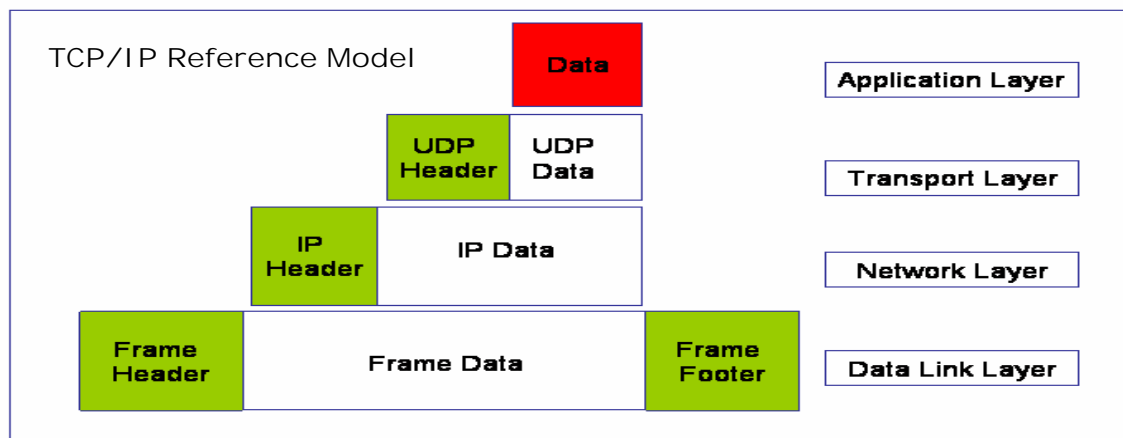 TCP/IP Reference Model
Data
Application Layer
UDP
Header
UDP
Data
Transport Layer
IP
Header
IP Data
Network Layer
Frame
Header
Frame Data
Frame
Footer
Data Link Layer